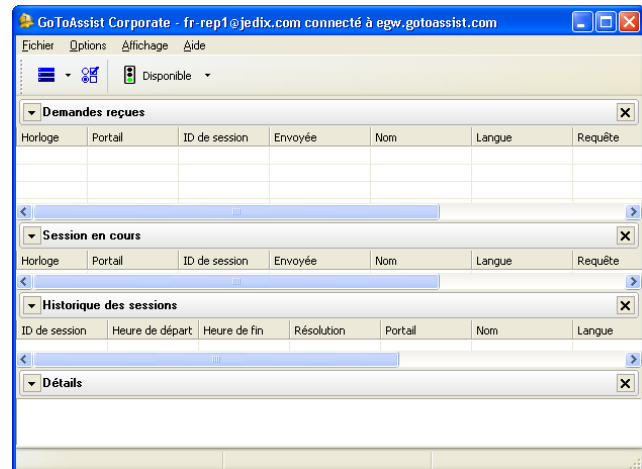 GoToAssist Corporate - fr-rep1@jedix.com connecté à egw.gotoassist.com
Fichier Options Affichage Aide
Disponible
Demandes reçues
Horloge Portail ID de session Envoyée Nom Langue Requête
Session en cours
Horloge Portail ID de session Envoyée Nom Langue Requête
Historique des sessions
ID de session Heure de départ Heure de fin Résolution Portail Nom Langue
Détails